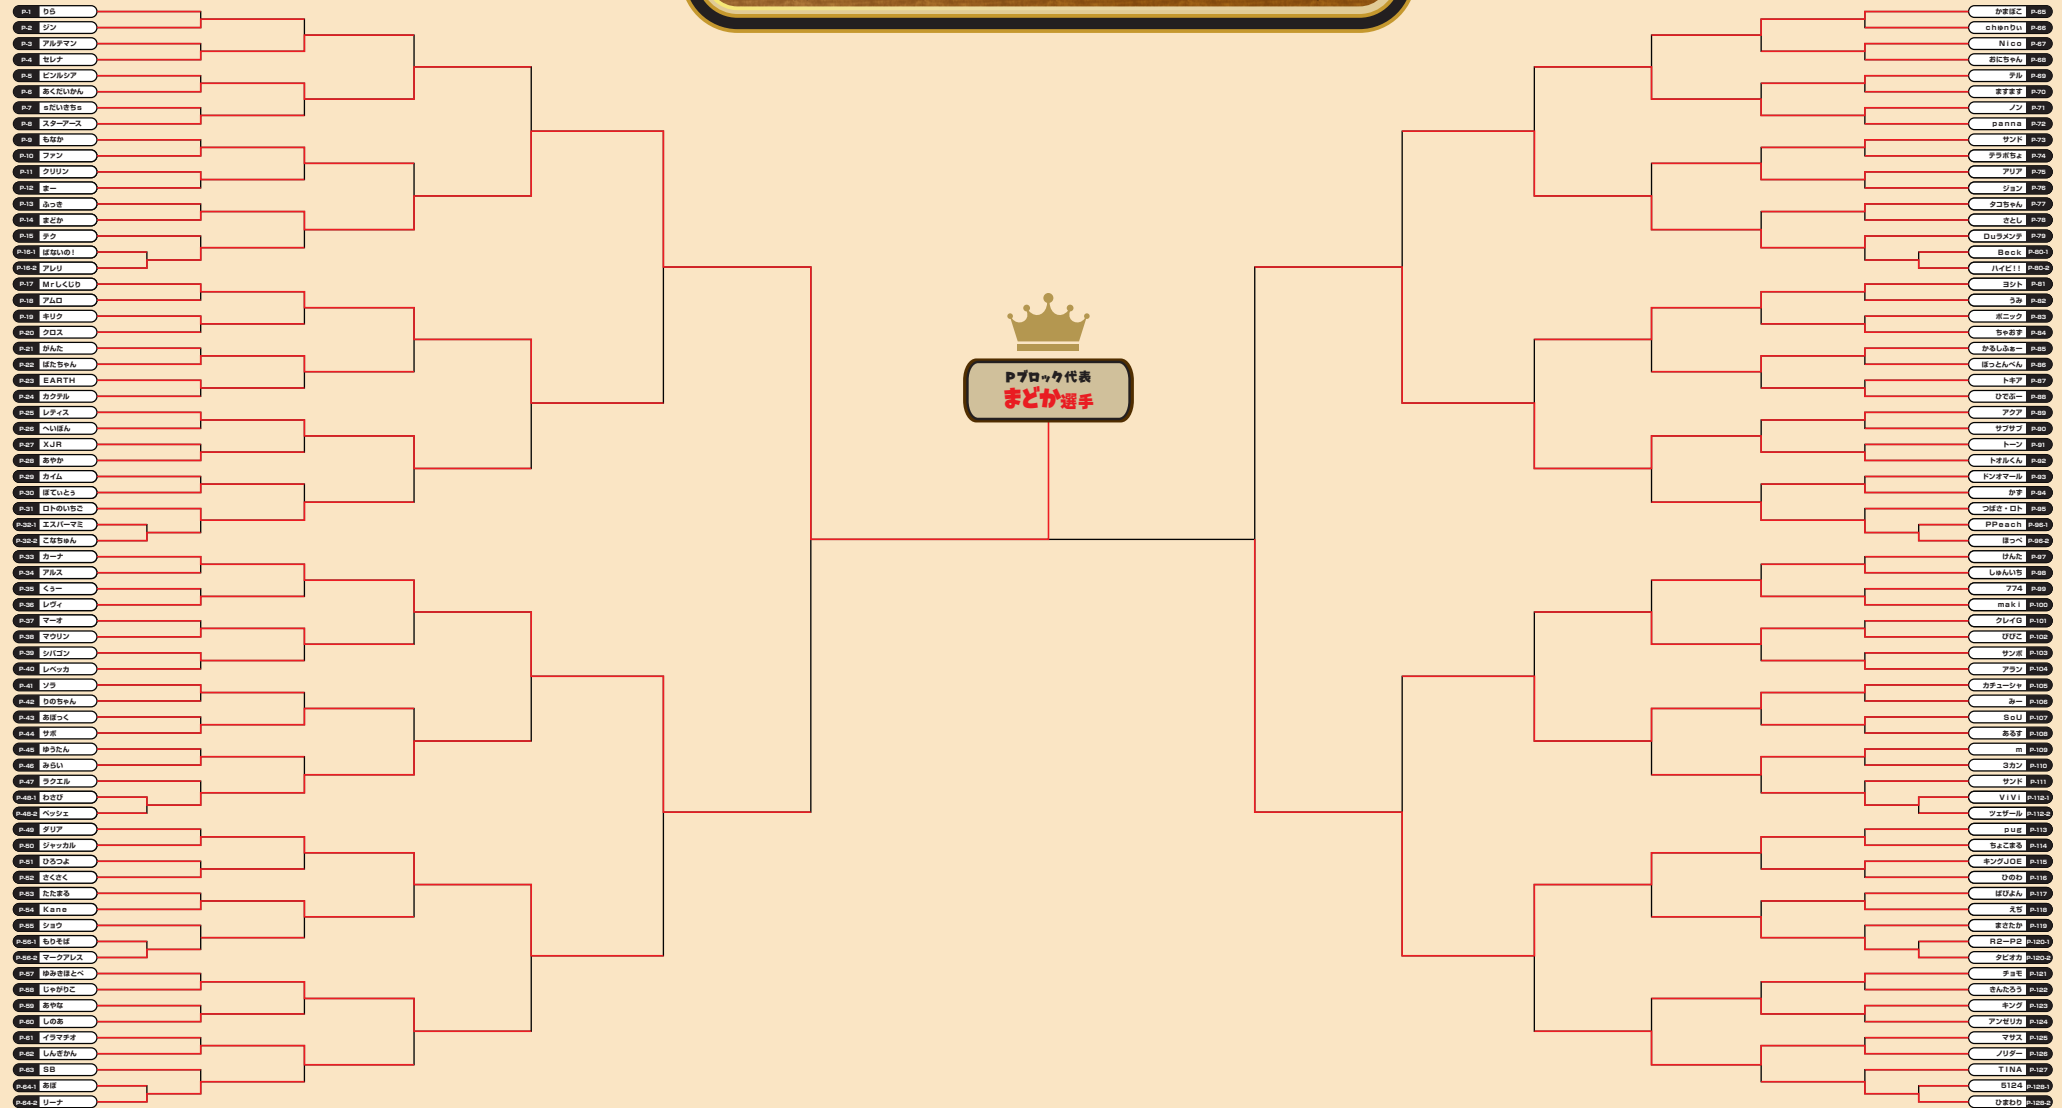 P-1 りら
P-2 ジン
P-3 アルテマン
P-4 セレナ
P-5 ビンルシア
P-6 あくだいかん
P-7 sだいきちs
P-8 スターアース
P-9 もなか
P-10 ファン
P-11 クリリン
P-12 まー
P-13 ふっき
P-14 まどか
P-15 テク
P-16-1 ぱないの!
P-16-2 アレリ
P-17 Mrしくじり
P-18 アムロ
P-19 キリク
P-20 クロス
P-21 がんた
P-22 ばたちゃん
P-23 EARTH
P-24 カクテル
P-25 レティス
P-26 へいぽん
P-27 XJR
P-28 あやか
P-29 カイム
P-30 ぽてぃとぅ
P-31 ロトのいちご
P-32-1 エスパーマミ
P-32-2 こなちゅん
P-33 カーナ
P-34 アルス
P-35 くぅー
P-36 レヴィ
P-37 マーオ
P-38 マウリン
P-39 シバゴン
P-40 レベッカ
P-41 ソラ
P-42 りのちゃん
P-43 あぽっく
P-44 サボ
P-45 ゆうたん
P-46 みらい
P-47 ラクエル
P-48-1 わさび
P-48-2 ペッシェ
P-49 ダリア
P-50 ジャッカル
P-51 ひろつよ
P-52 さくさく
P-53 たたまる
P-54 Kane
P-55 ショウ
P-56-1 もりそば
P-56-2 マークアレス
P-57 ゆみきほとべ
P-58 じゃがりこ
P-59 あやな
P-60 しのあ
P-61 イラマチオ
P-62 しんぎかん
P-63 SB
P-64-1 あぽ
P-64-2 リーナ
Pブロック代表
まどか選手
かまぼこ P-65
chφnりぃ P-66
Nico P-67
おにちゃん P-68
テル P-69
ますます P-70
ノン P-71
panna P-72
サンド P-73
テラぽちょ P-74
アリア P-75
ジョン P-76
タコちゃん P-77
さとし P-78
Duラメンテ P-79
Beck P-80-1
ハイビ!! P-80-2
ヨシト P-81
うみ P-82
ボニック P-83
ちゃおず P-84
かるしふぁー P-85
ぽっとんべん P-86
トキア P-87
ひでぶー P-88
アクア P-89
サブサブ P-90
トーン P-91
トオルくん P-92
ドンオマール P-93
かず P-94
つばさ・ロト P-95
PPeach P-96-1
ほっぺ P-96-2
けんた P-97
しゅんいち P-98
774 P-99
maki P-100
クレイG P-101
びびこ P-102
サンボ P-103
アラン P-104
カチューシャ P-105
みー P-106
SoU P-107
あるす P-108
m P-109
3カン P-110
サンド P-111
ViVi P-112-1
ツェザール P-112-2
pug P-113
ちょこまる P-114
キングJOE P-115
ひのわ P-116
ぱぴよん P-117
えぢ P-118
まさたか P-119
R2ーP2 P-120-1
タピオカ P-120-2
チョモ P-121
きんたろう P-122
キング P-123
アンゼリカ P-124
マサス P-125
ノリダー P-126
TINA P-127
5124 P-128-1
ひまわり P-128-2